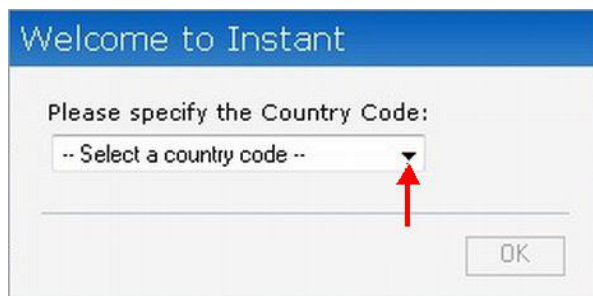 Welcome to Instant
Please specify the Country Code:
-- Select a country code --
OK